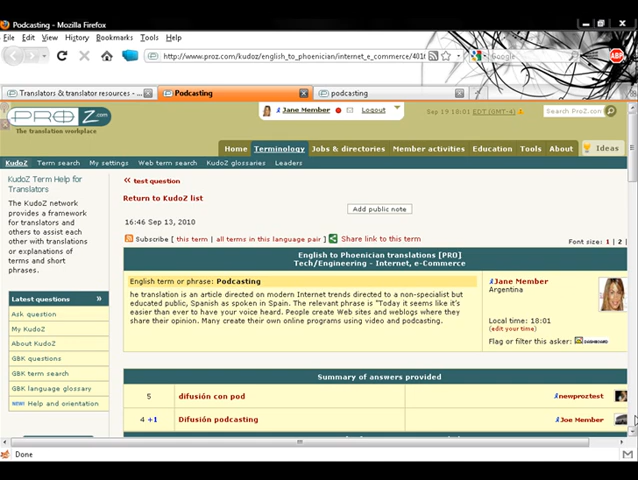 Podcasting - Mozilla Firefox
File Edit View History Bookmarks Tools Help
http://www.proz.com/kudoz/english_to_phoenician/internet_e_commerce/401
Google
ABP
Translators & translator resources - ...
Podcasting
podcasting
PROZ.com
The translation workplace
Jane Member
Logout
Sep 19 18:01 EDT (GMT-4)
Search ProZ.com
Home Terminology Jobs & directories Member activities Education Tools About Ideas
KudoZ Term search My settings Web term search KudoZ glossaries Leaders
KudoZ Term Help for
Translators
The KudoZ network
provides a framework
for translators and
others to assist each
other with translations
or explanations of
terms and short
phrases.
Latest questions »
Ask question
My KudoZ
About KudoZ
GBK questions
GBK term search
GBK language glossary
NEW! Help and orientation
« test question
Return to KudoZ list
Add public note
16:46 Sep 13, 2010
Subscribe [ this term | all terms in this language pair ] Share link to this term
Font size: 1 | 2 |
English to Phoenician translations [PRO]
Tech/Engineering - Internet, e-Commerce
English term or phrase: Podcasting
he translation is an article directed on modern Internet trends directed to a non-specialist but
educated public, Spanish as spoken in Spain. The relevant phrase is "Today it seems like it's
easier than ever to have your voice heard. People create Web sites and weblogs where they
share their opinion. Many create their own online programs using video and podcasting.
Jane Member
Argentina
Local time: 18:01
(edit your time)
Flag or filter this asker: DASHBOARD
Summary of answers provided
5 difusión con pod newproztest
4 +1 Difusión podcasting Joe Member
Done